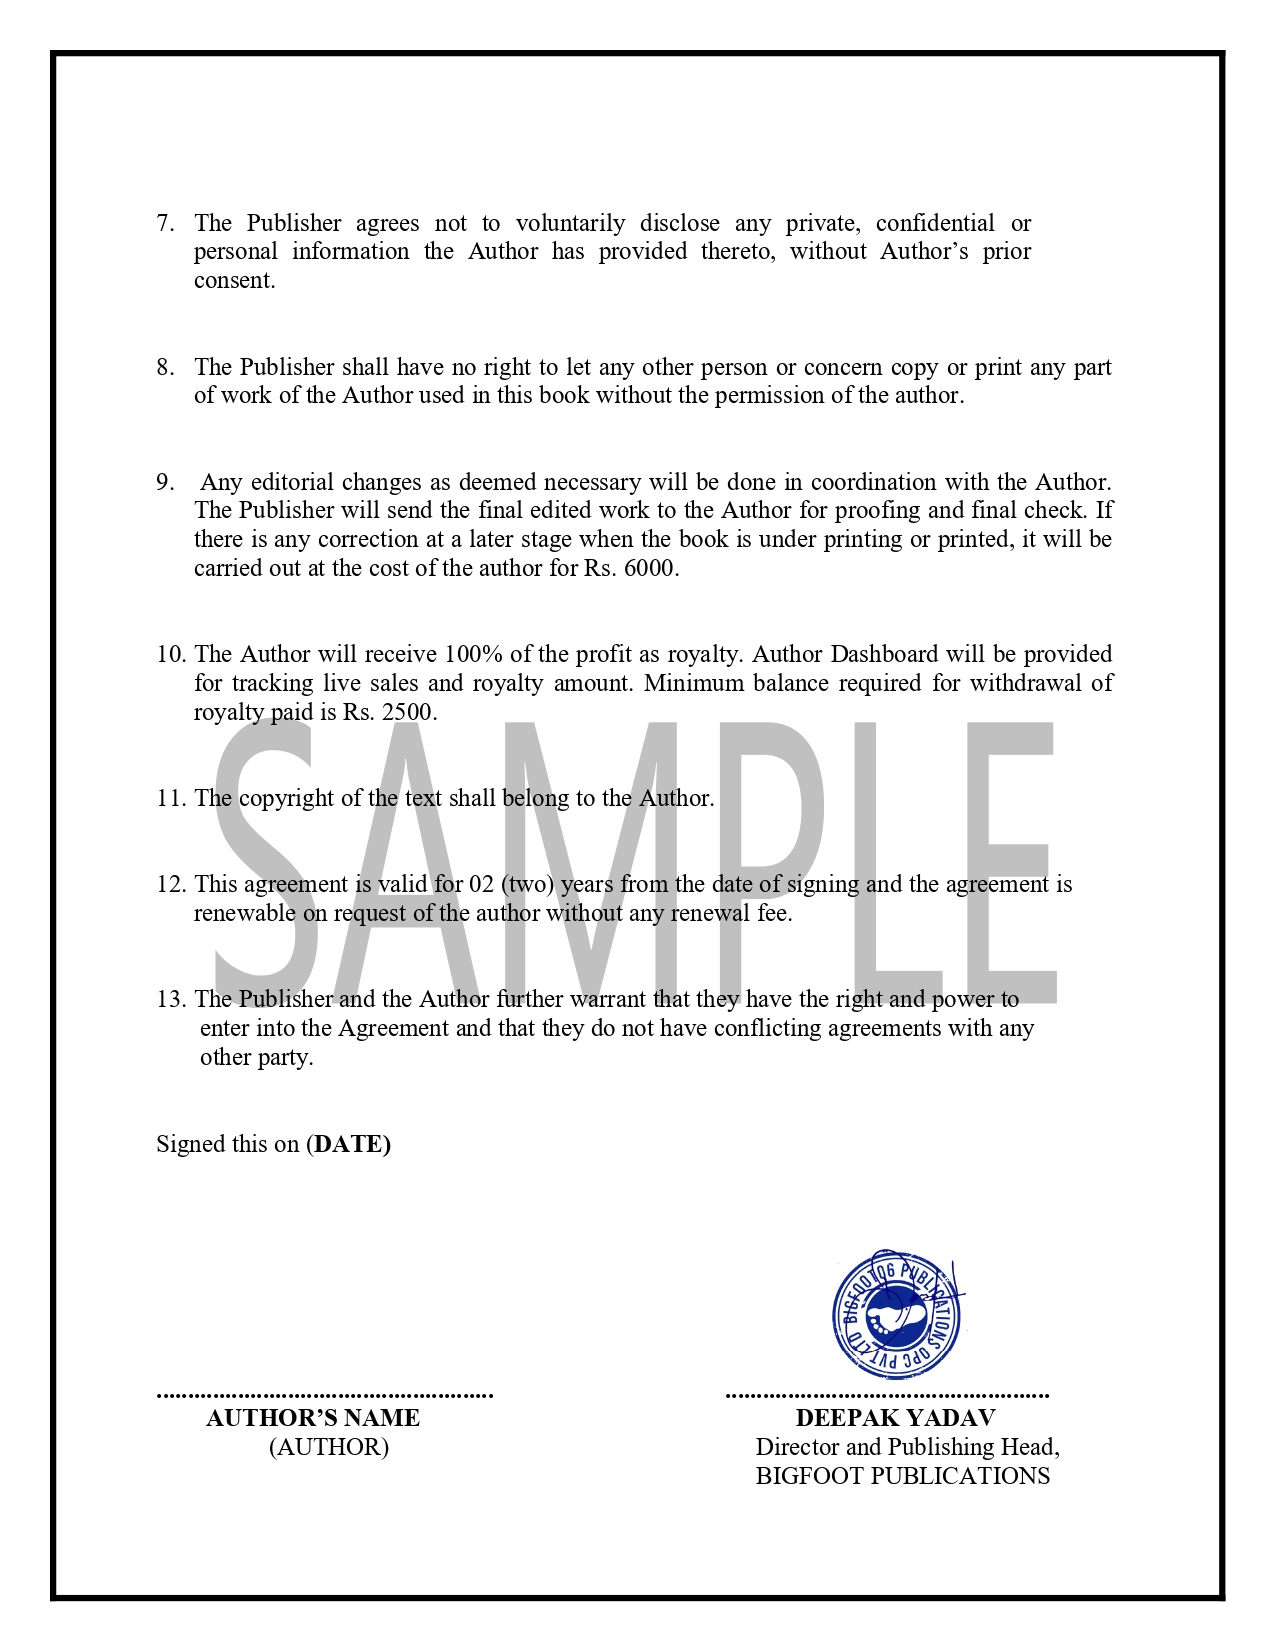 7. The Publisher agrees not to voluntarily disclose any private, confidential or
personal information the Author has provided thereto, without Author’s prior
consent.
8. The Publisher shall have no right to let any other person or concern copy or print any part
of work of the Author used in this book without the permission of the author.
9. Any editorial changes as deemed necessary will be done in coordination with the Author.
The Publisher will send the final edited work to the Author for proofing and final check. If
there is any correction at a later stage when the book is under printing or printed, it will be
carried out at the cost of the author for Rs. 6000.
10. The Author will receive 100% of the profit as royalty. Author Dashboard will be provided
for tracking live sales and royalty amount. Minimum balance required for withdrawal of
royalty paid is Rs. 2500.
SAMPLE
11. The copyright of the text shall belong to the Author.
12. This agreement is valid for 02 (two) years from the date of signing and the agreement is
renewable on request of the author without any renewal fee.
13. The Publisher and the Author further warrant that they have the right and power to
enter into the Agreement and that they do not have conflicting agreements with any
other party.
Signed this on (DATE)
BIGFOOT06 PUBLICATIONS OPC PVT LTD
AUTHOR’S NAME
(AUTHOR)
DEEPAK YADAV
Director and Publishing Head,
BIGFOOT PUBLICATIONS